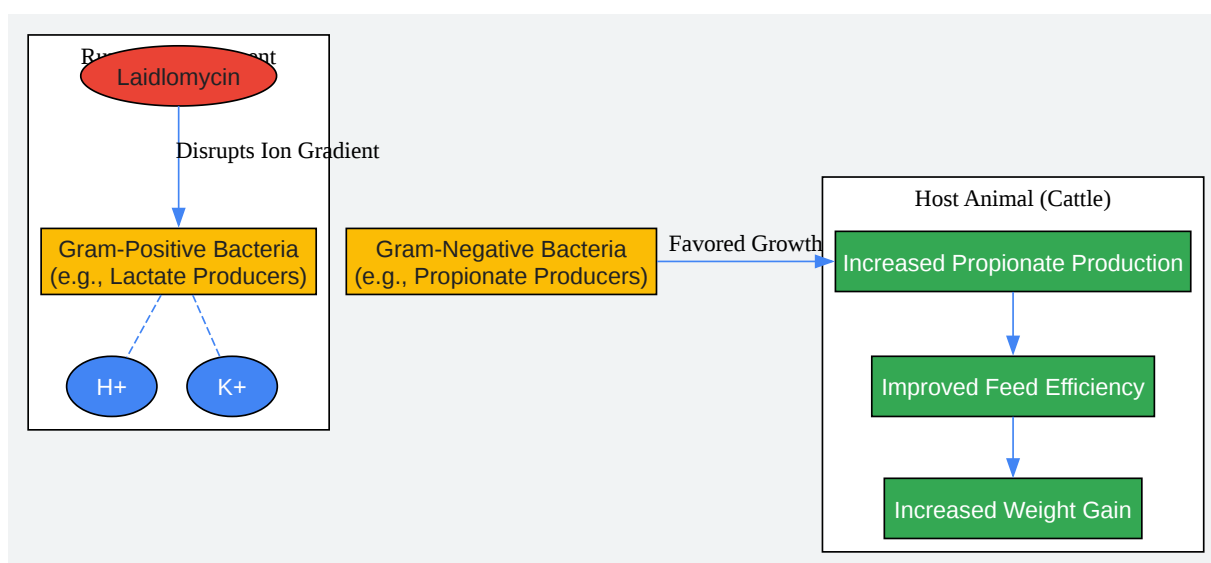 Laidlomycin
Disrupts Ion Gradient
Gram-Positive Bacteria
(e.g., Lactate Producers)
H+
K+
Gram-Negative Bacteria
(e.g., Propionate Producers)
Favored Growth
Host Animal (Cattle)
Increased Propionate Production
Improved Feed Efficiency
Increased Weight Gain